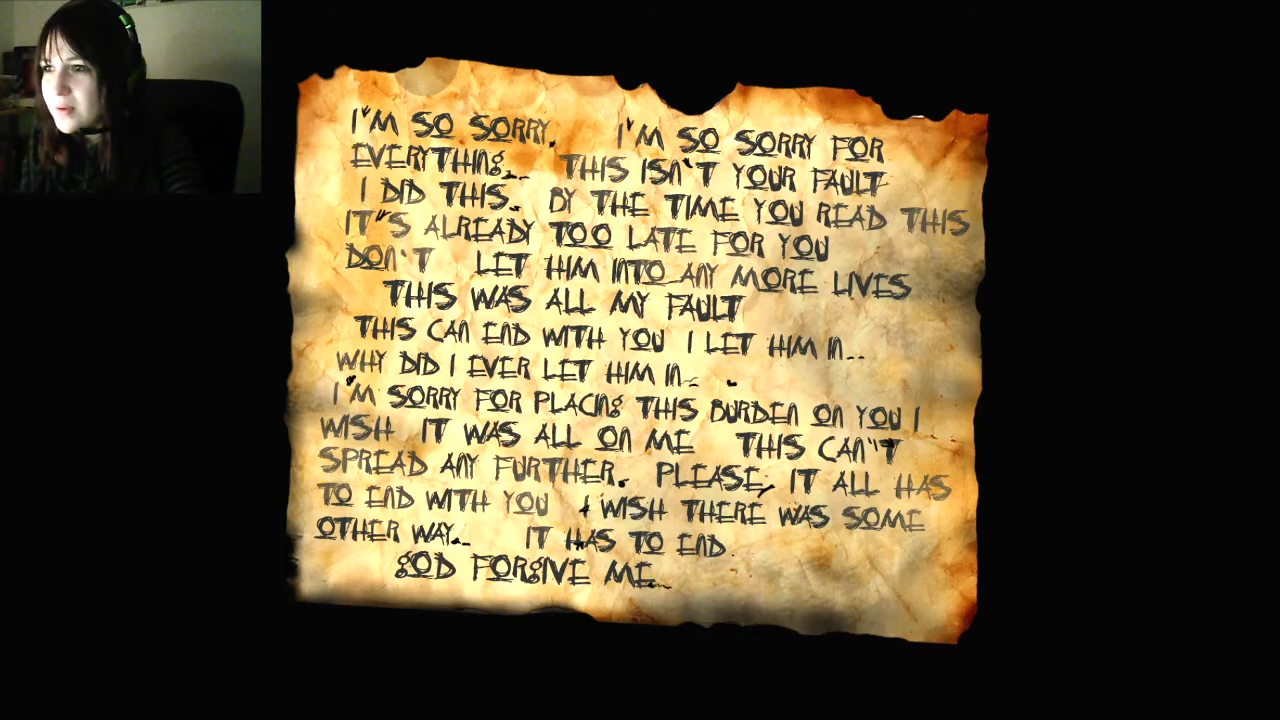 I'M SO SORRY. I'M SO SORRY FOR
EVERYTHING... THIS ISN'T YOUR FAULT
I DID THIS.. BY THE TIME YOU READ THIS
IT'S ALREADY TOO LATE FOR YOU
DON'T LET HIM INTO ANY MORE LIVES
THIS WAS ALL MY FAULT
THIS CAN END WITH YOU I LET HIM IN...
WHY DID I EVER LET HIM IN..
I'M SORRY FOR PLACING THIS BURDEN ON YOU I
WISH IT WAS ALL ON ME THIS CAN'T
SPREAD ANY FURTHER. PLEASE, IT ALL HAS
TO END WITH YOU I WISH THERE WAS SOME
OTHER WAY... IT HAS TO END.
GOD FORGIVE ME...